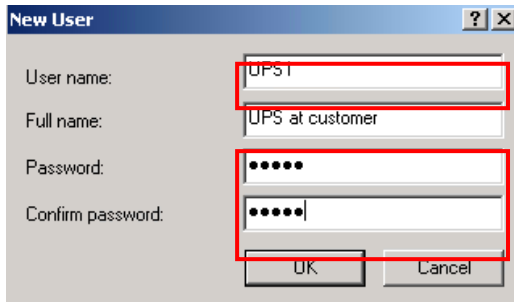 New User
User name: UPS1
Full name: UPS at customer
Password: •••••
Confirm password: •••••
OK Cancel